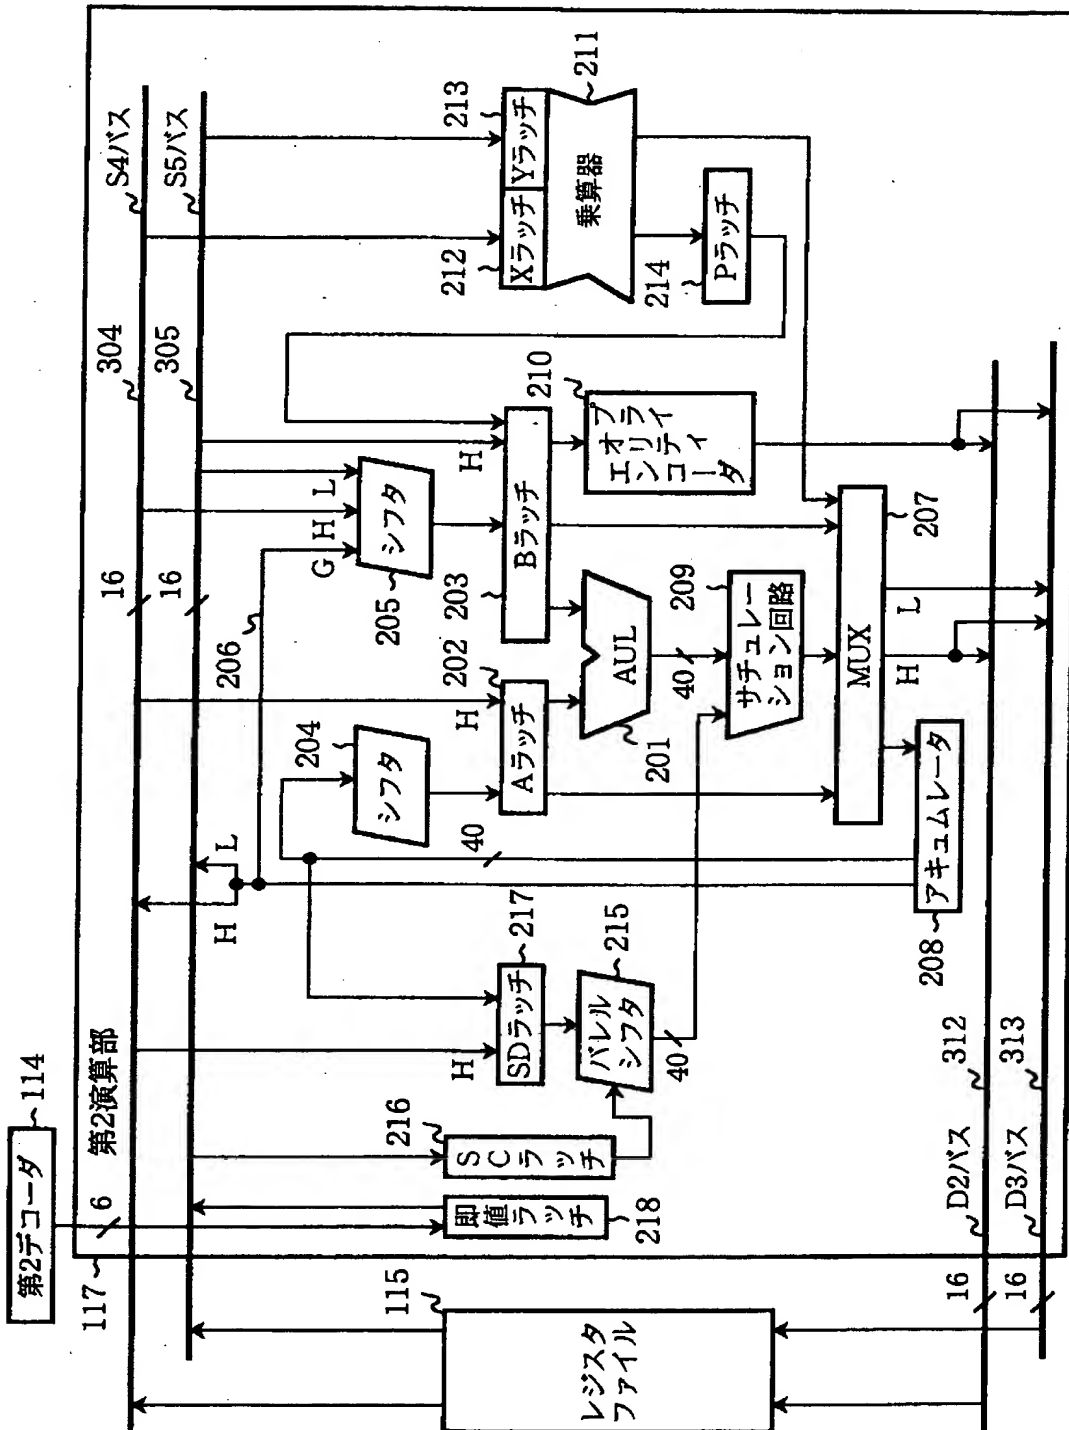 第2デコーダ
114
6
117
第2演算部
304
S4バス
16
305
S5バス
16
206
H
L
G
H
L
H
H
H
204
シフタ
シフタ
205
202
Aラッチ
203
Bラッチ
212
Xラッチ
Yラッチ
213
乗算器
211
214
Pラッチ
216
SCラッチ
即値ラッチ
218
SDラッチ
217
バレル
シフタ
215
40
40
AUL
201
40
210
プライ
オリティ
エンコータ
サチュレー
ション回路
209
MUX
207
H
L
アキュムレータ
208
115
レジスタ
ファイル
16
D2バス
312
16
D3バス
313